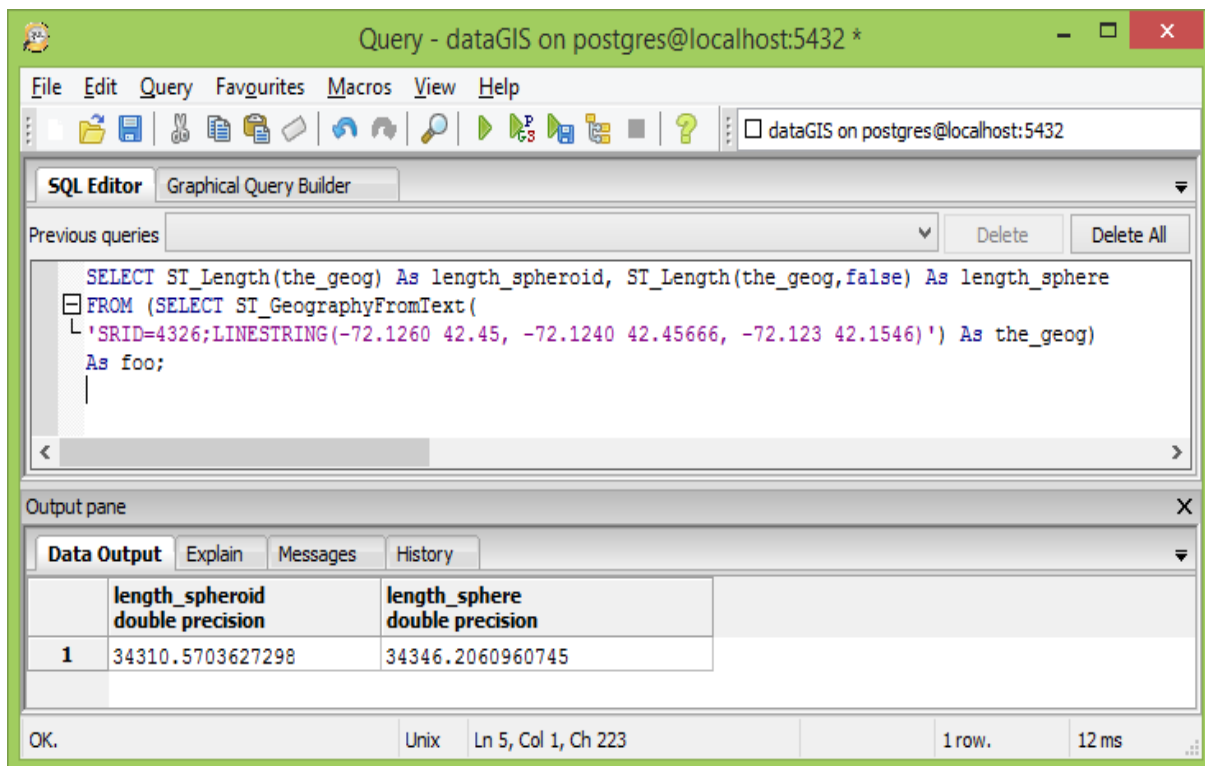 Query - dataGIS on postgres@localhost:5432 *
File Edit Query Favourites Macros View Help
dataGIS on postgres@localhost:5432
SQL Editor Graphical Query Builder
Previous queries Delete Delete All
SELECT ST_Length(the_geog) As length_spheroid, ST_Length(the_geog,false) As length_sphere
FROM (SELECT ST_GeographyFromText(
'SRID=4326;LINESTRING(-72.1260 42.45, -72.1240 42.45666, -72.123 42.1546)') As the_geog)
As foo;
Output pane
Data Output Explain Messages History
length_spheroid length_sphere
double precision double precision
1 34310.5703627298 34346.2060960745
OK. Unix Ln 5, Col 1, Ch 223 1 row. 12 ms